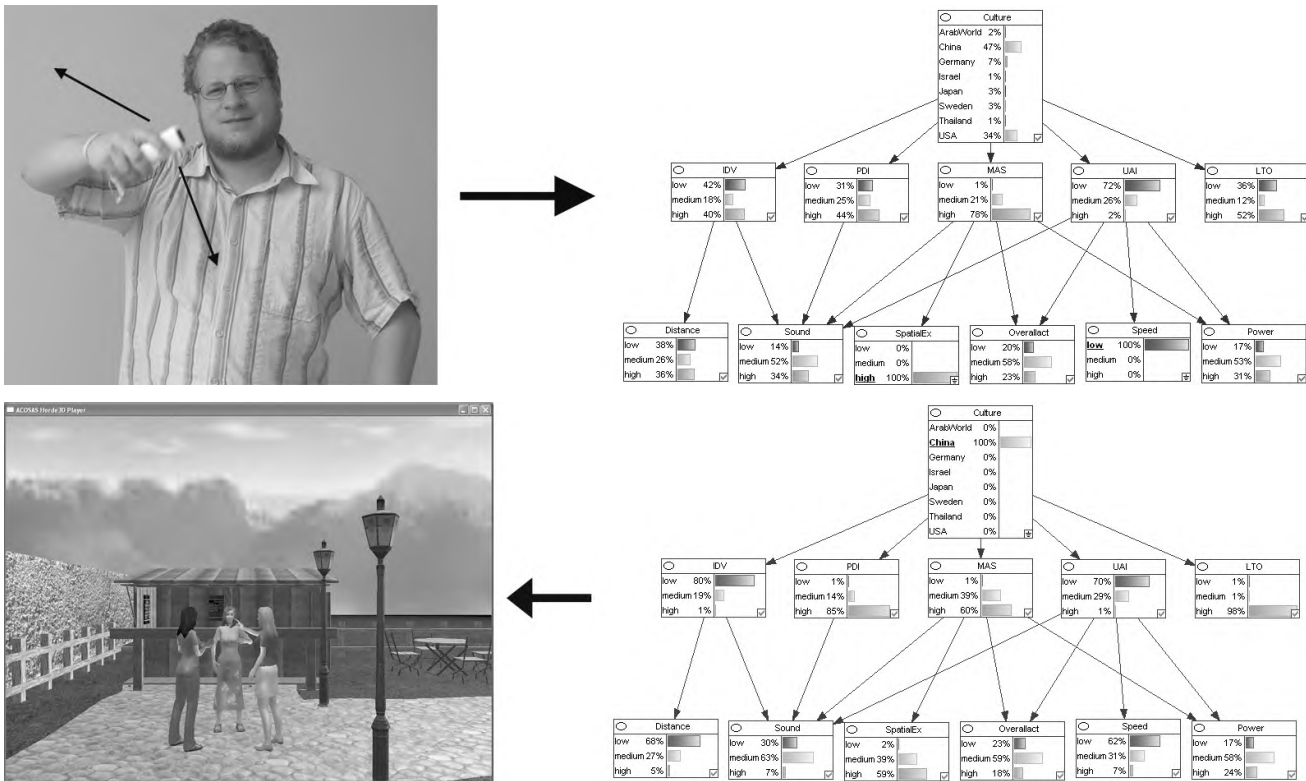 Culture
ArabWorld 2%
China 47%
Germany 7%
Israel 1%
Japan 3%
Sweden 3%
Thailand 1%
USA 34%
IDV
low 42%
medium 18%
high 40%
PDI
low 31%
medium 25%
high 44%
MAS
low 1%
medium 21%
high 78%
UAI
low 72%
medium 26%
high 2%
LTO
low 36%
medium 12%
high 52%
Distance
low 38%
medium 26%
high 36%
Sound
low 14%
medium 52%
high 34%
SpatialEx
low 0%
medium 0%
high 100%
Overallact
low 20%
medium 58%
high 23%
Speed
low 100%
medium 0%
high 0%
Power
low 17%
medium 53%
high 31%
ACOSAS Horde3D Player
Culture
ArabWorld 0%
China 100%
Germany 0%
Israel 0%
Japan 0%
Sweden 0%
Thailand 0%
USA 0%
IDV
low 80%
medium 19%
high 1%
PDI
low 1%
medium 14%
high 85%
MAS
low 1%
medium 39%
high 60%
UAI
low 70%
medium 29%
high 1%
LTO
low 1%
medium 1%
high 98%
Distance
low 68%
medium 27%
high 5%
Sound
low 30%
medium 63%
high 7%
SpatialEx
low 2%
medium 39%
high 59%
Overallact
low 23%
medium 59%
high 18%
Speed
low 62%
medium 31%
high 7%
Power
low 17%
medium 58%
high 24%